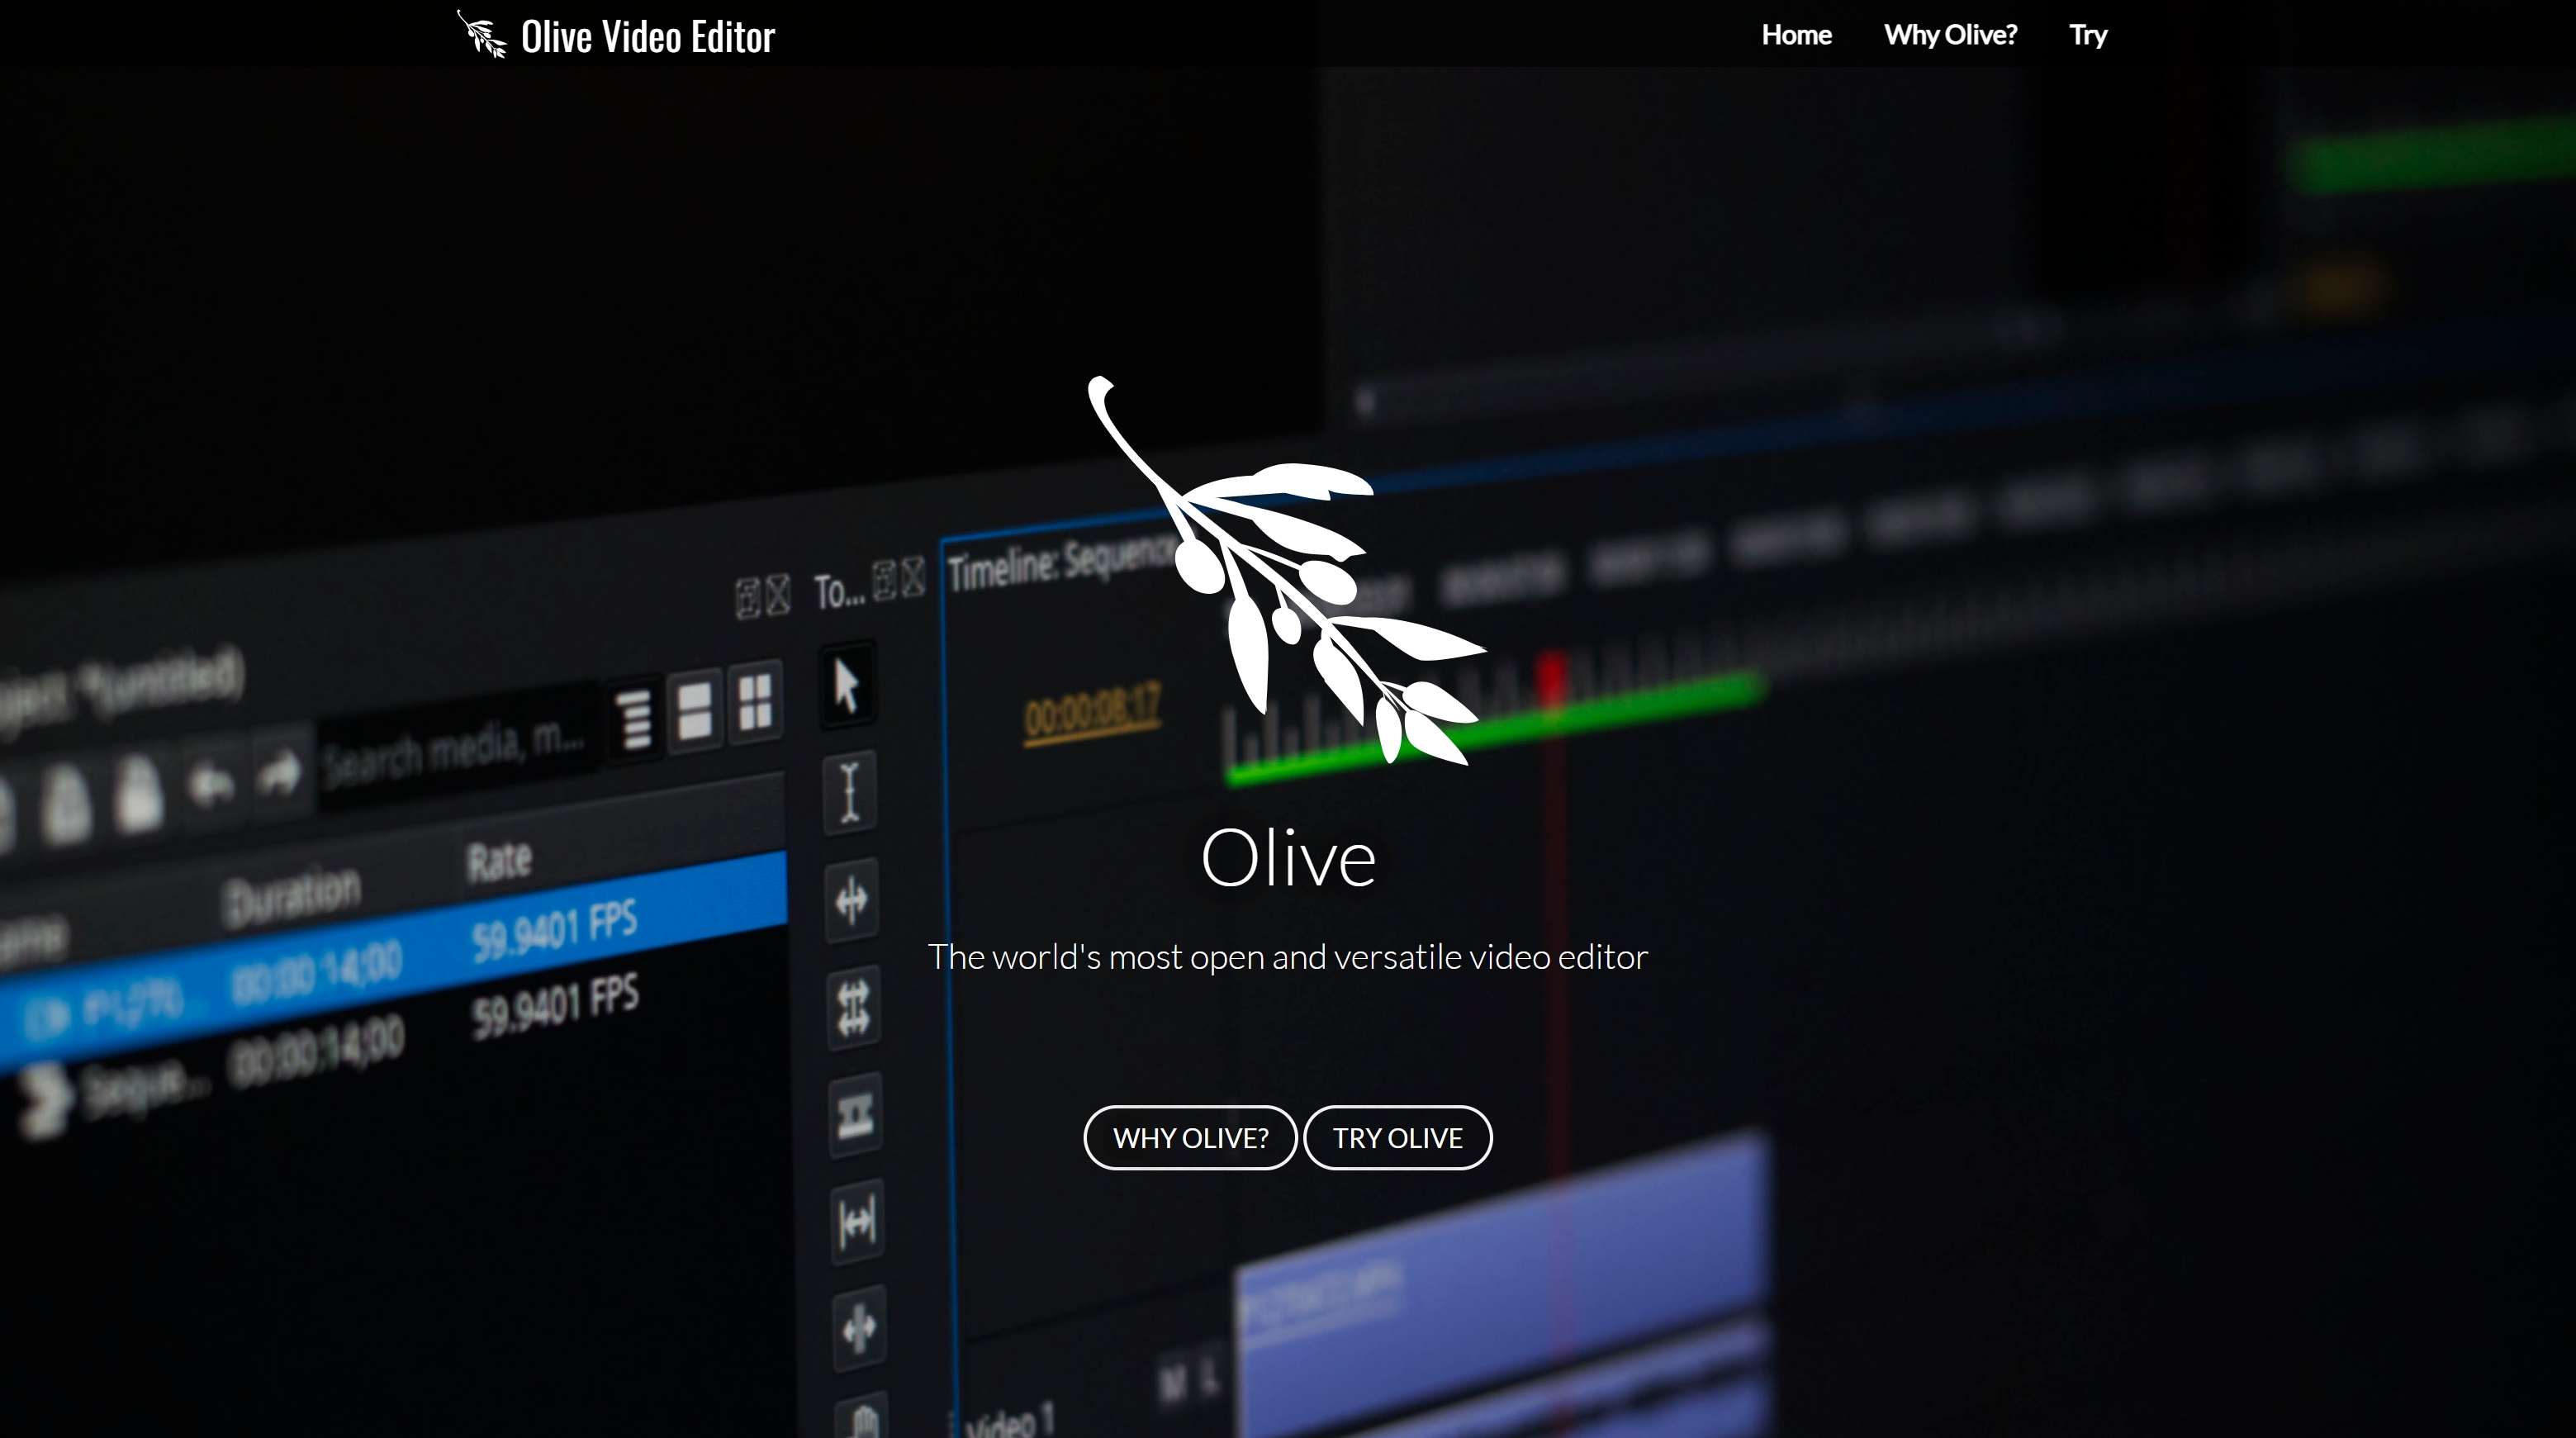 Olive Video Editor
Home
Why Olive?
Try
To...
Timeline: Sequence
00:00:08;17
(untitled)
Search media, m...
Duration
Rate
00:00:14;00
59.9401 FPS
Seque...
00:00:14;00
59.9401 FPS
Olive
The world's most open and versatile video editor
WHY OLIVE?
TRY OLIVE
M L
Video 1